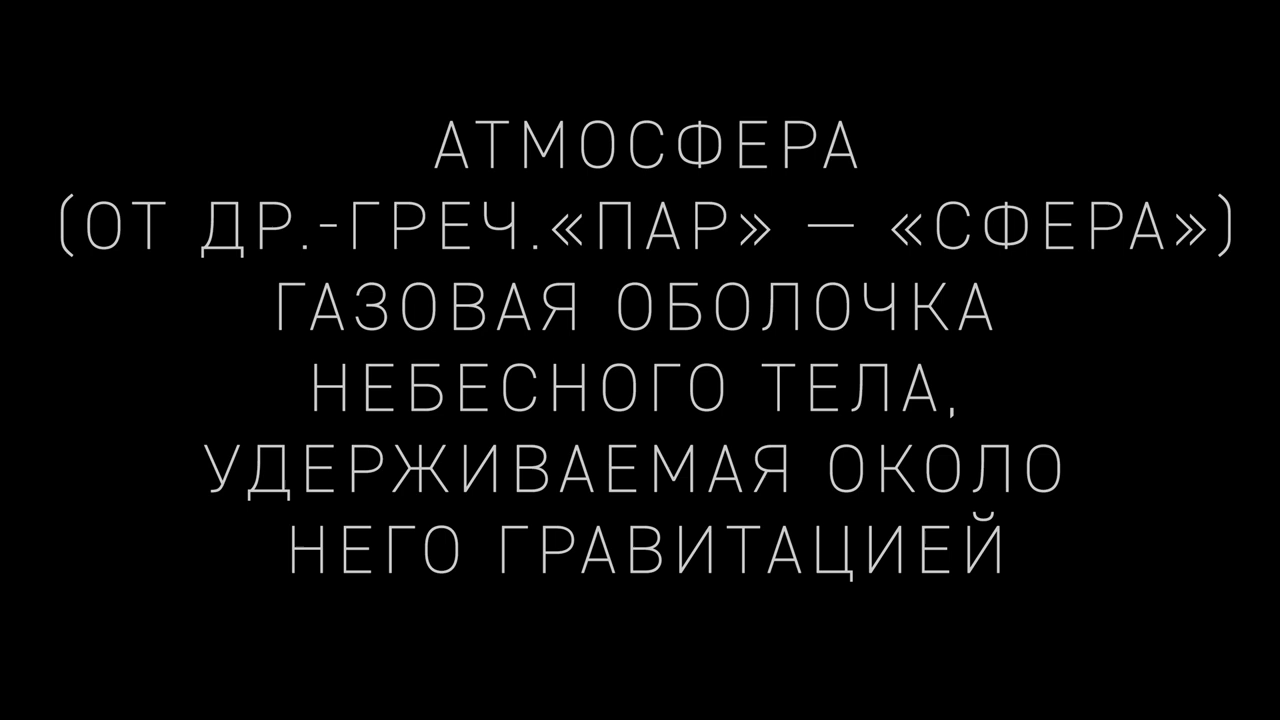 АТМОСФЕРА
(ОТ ДР.-ГРЕЧ.«ПАР» — «СФЕРА»)
ГАЗОВАЯ ОБОЛОЧКА
НЕБЕСНОГО ТЕЛА,
УДЕРЖИВАЕМАЯ ОКОЛО
НЕГО ГРАВИТАЦИЕЙ